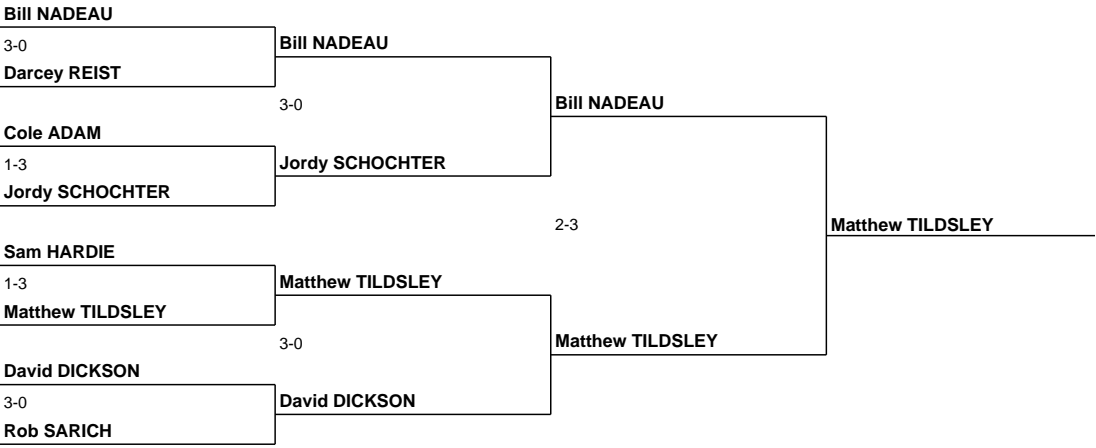 Bill NADEAU
3-0
Darcey REIST
Cole ADAM
1-3
Jordy SCHOCHTER
Sam HARDIE
1-3
Matthew TILDSLEY
David DICKSON
3-0
Rob SARICH
Bill NADEAU
3-0
Jordy SCHOCHTER
Matthew TILDSLEY
3-0
David DICKSON
Bill NADEAU
2-3
Matthew TILDSLEY
Matthew TILDSLEY